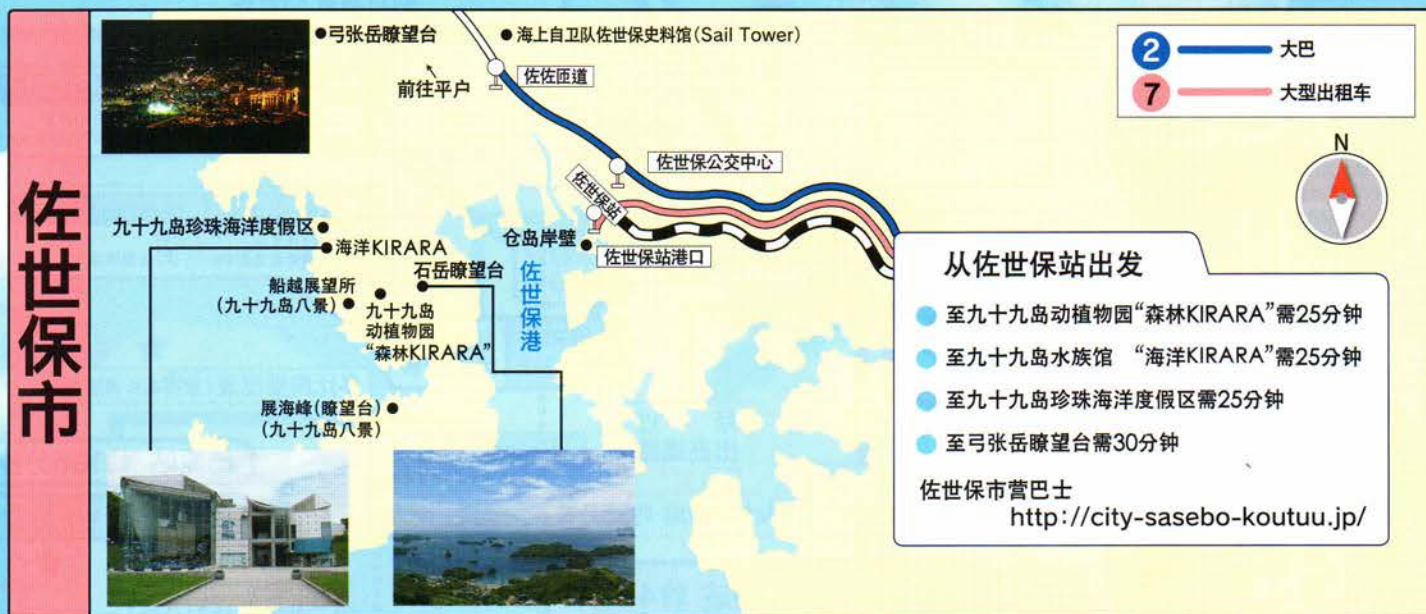 佐世保市
弓张岳瞭望台
海上自卫队佐世保史料馆(Sail Tower)
前往平户
佐佐匝道
2 大巴
7 大型出租车
N
佐世保公交中心
佐世保站
九十九岛珍珠海洋度假区
海洋KIRARA
仓岛岸壁
佐世保站港口
石岳瞭望台
船越展望所
(九十九岛八景)
九十九岛
动植物园
“森林KIRARA”
佐世保港
展海峰(瞭望台)
(九十九岛八景)
从佐世保站出发
至九十九岛动植物园“森林KIRARA”需25分钟
至九十九岛水族馆 “海洋KIRARA”需25分钟
至九十九岛珍珠海洋度假区需25分钟
至弓张岳瞭望台需30分钟
佐世保市营巴士
http://city-sasebo-koutuu.jp/